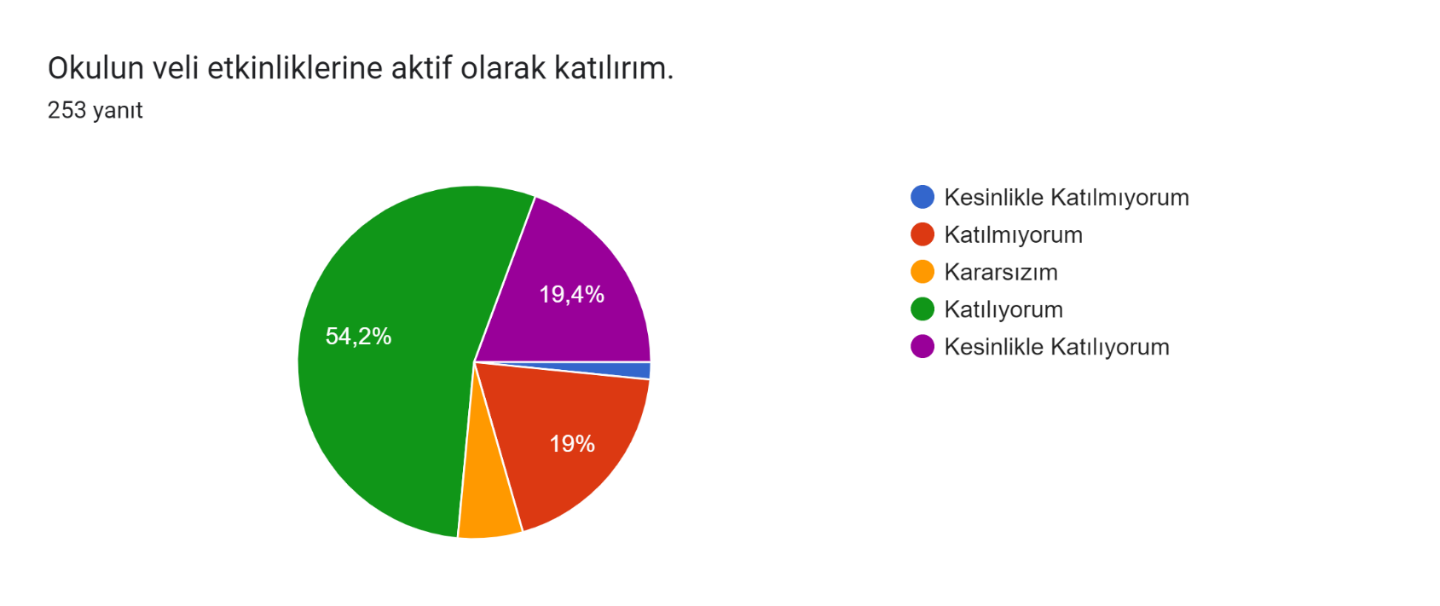 Okulun veli etkinliklerine aktif olarak katılırım.
253 yanıt
Kesinlikle Katılmıyorum
Katılmıyorum
Kararsızım
Katılıyorum
Kesinlikle Katılıyorum
19,4%
54,2%
19%